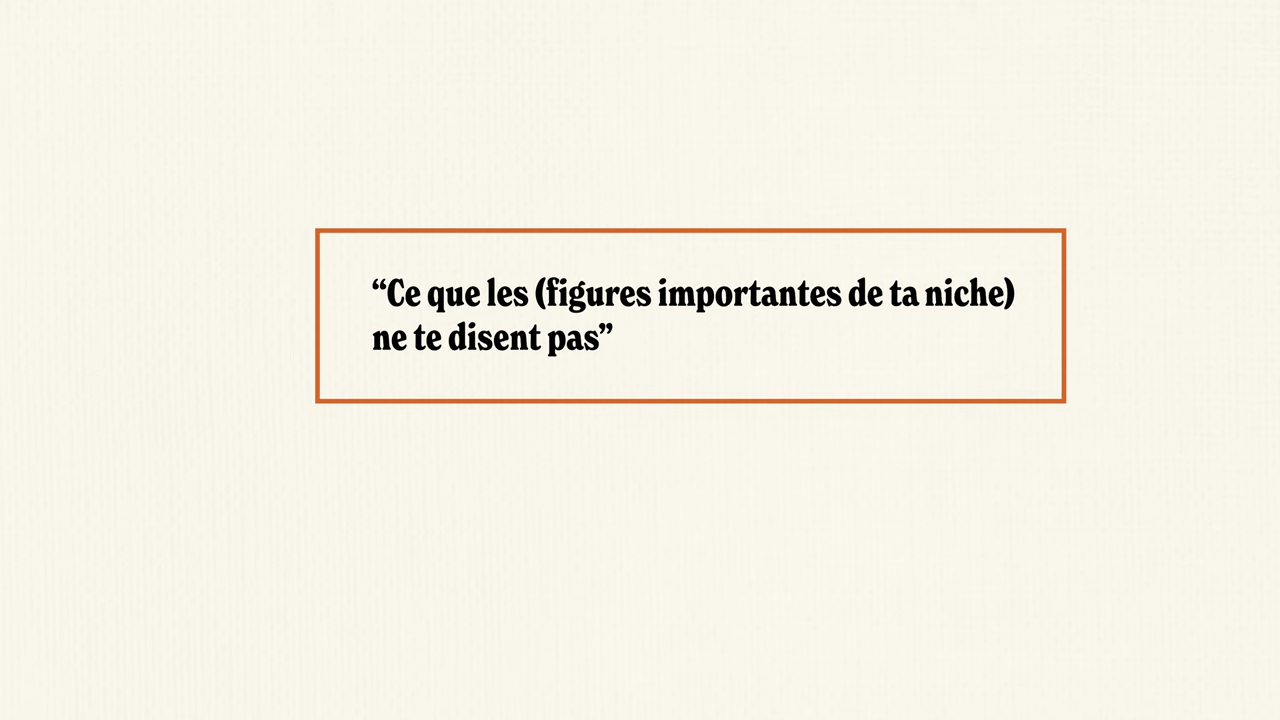 “Ce que les (figures importantes de ta niche)
ne te disent pas”